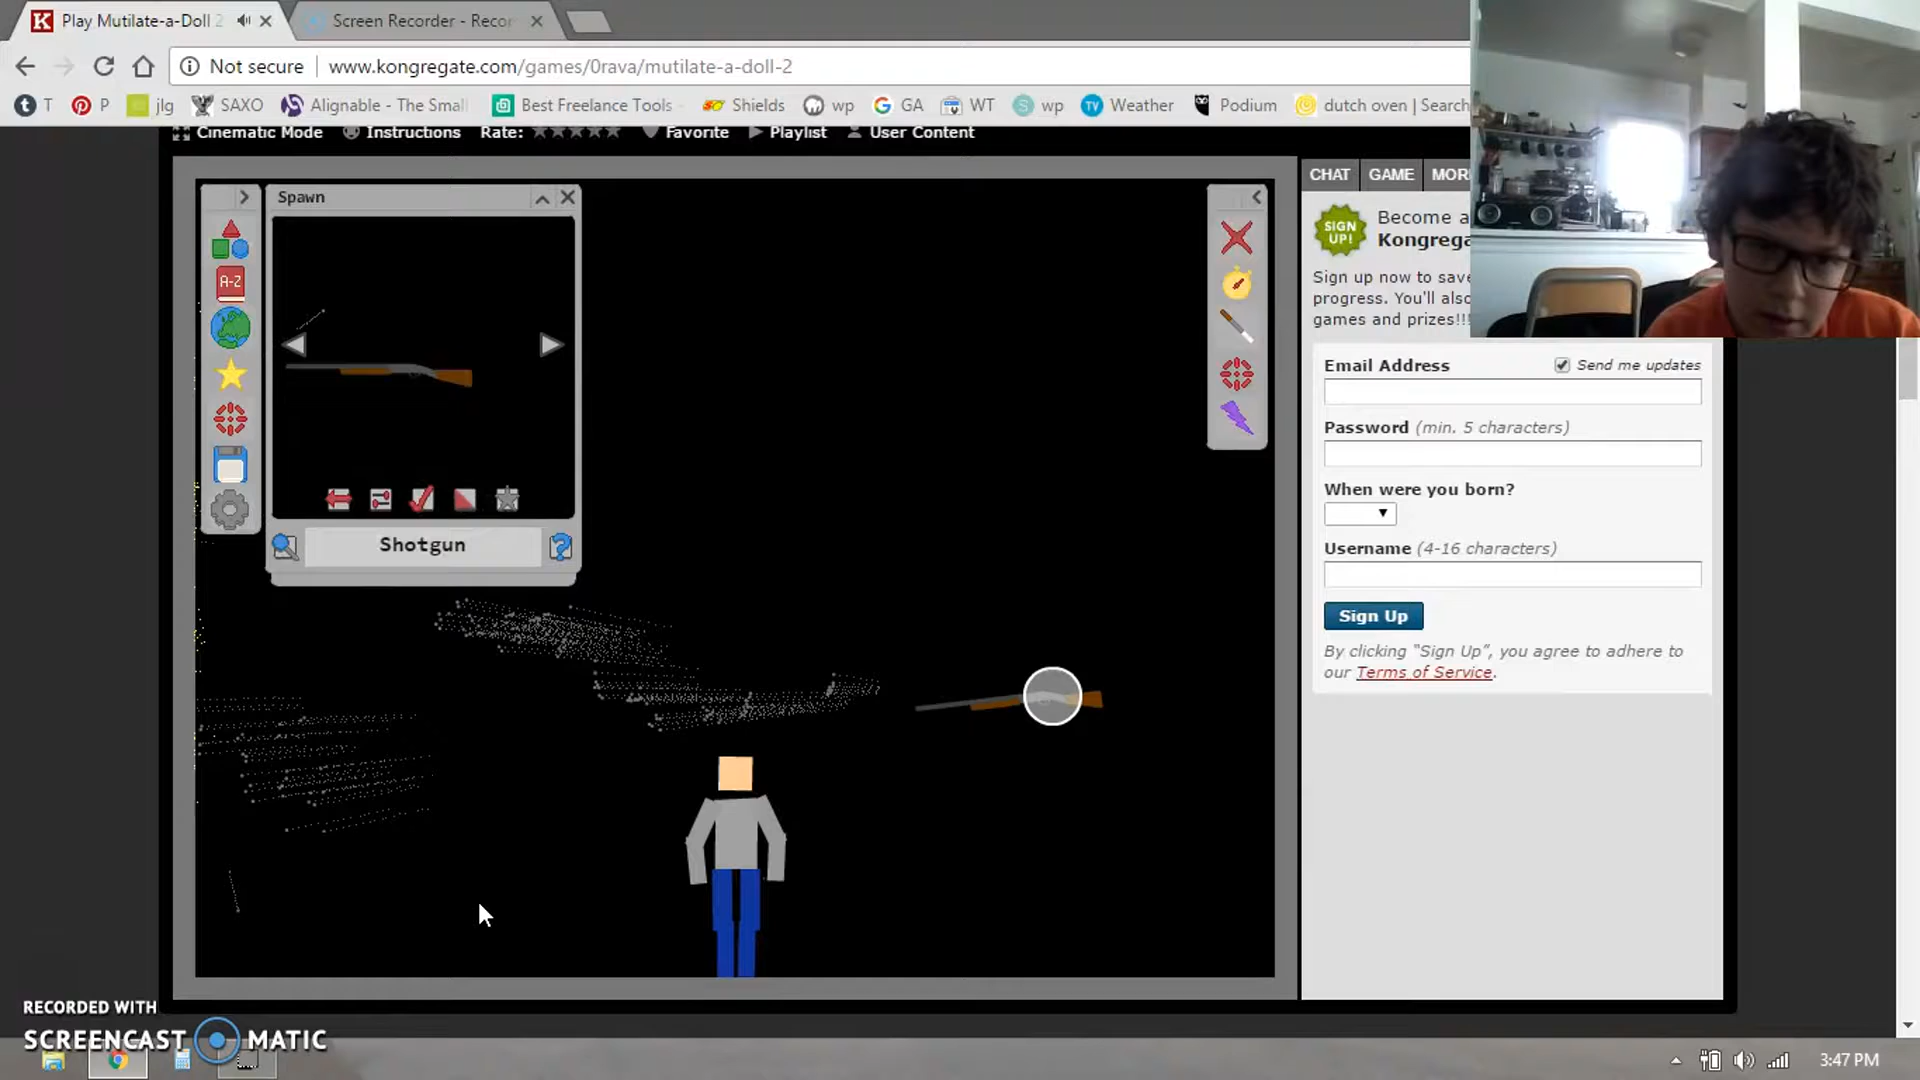 Play Mutilate-a-Doll 2
Screen Recorder - Recor
Not secure
www.kongregate.com/games/0rava/mutilate-a-doll-2
T
P
jlg
SAXO
Alignable - The Small
Best Freelance Tools
Shields
wp
GA
WT
wp
Weather
Podium
dutch oven | Search
Cinematic Mode
Instructions
Rate:
Favorite
Playlist
User Content
Spawn
A-Z
Shotgun
CHAT
GAME
MOR
SIGN UP!
Become a
Kongrega
Sign up now to save
progress. You'll also
games and prizes!!!
Email Address
Send me updates
Password (min. 5 characters)
When were you born?
Username (4-16 characters)
Sign Up
By clicking “Sign Up”, you agree to adhere to
our Terms of Service.
RECORDED WITH
SCREENCAST MATIC
3:47 PM